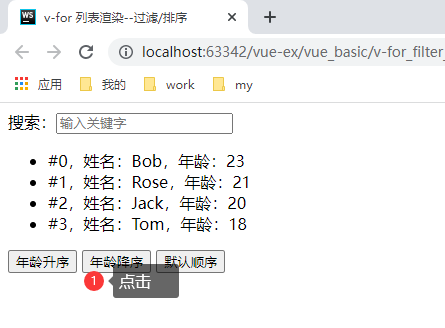 WS v-for 列表渲染--过滤/排序
localhost:63342/vue-ex/vue_basic/v-for_filter_
应用 我的 work my
搜索：输入关键字
#0，姓名：Bob，年龄：23
#1，姓名：Rose，年龄：21
#2，姓名：Jack，年龄：20
#3，姓名：Tom，年龄：18
年龄升序 年龄降序 默认顺序
1 点击